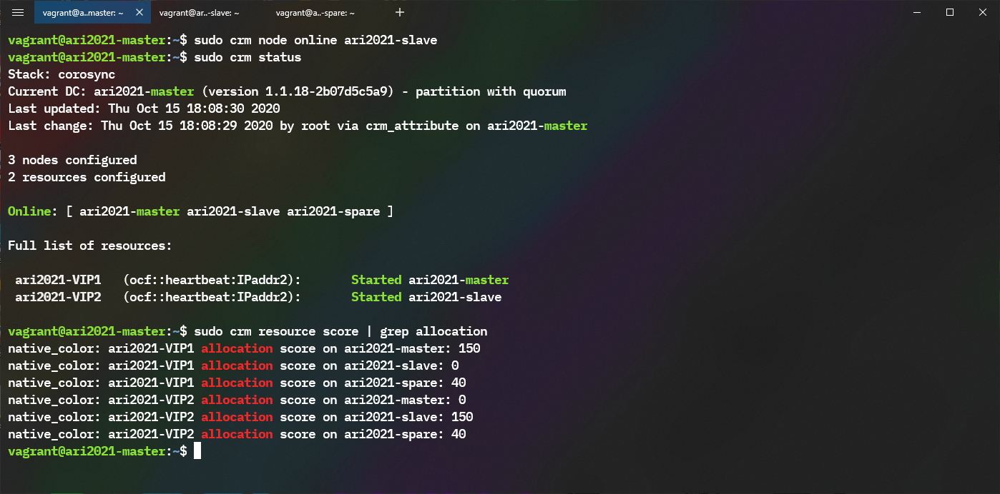 vagrant@a..master: ~ vagrant@ar..-slave: ~ vagrant@a..-spare: ~
vagrant@ari2021-master:~$ sudo crm node online ari2021-slave
vagrant@ari2021-master:~$ sudo crm status
Stack: corosync
Current DC: ari2021-master (version 1.1.18-2b07d5c5a9) - partition with quorum
Last updated: Thu Oct 15 18:08:30 2020
Last change: Thu Oct 15 18:08:29 2020 by root via crm_attribute on ari2021-master
3 nodes configured
2 resources configured
Online: [ ari2021-master ari2021-slave ari2021-spare ]
Full list of resources:
ari2021-VIP1 (ocf::heartbeat:IPaddr2): Started ari2021-master
ari2021-VIP2 (ocf::heartbeat:IPaddr2): Started ari2021-slave
vagrant@ari2021-master:~$ sudo crm resource score | grep allocation
native_color: ari2021-VIP1 allocation score on ari2021-master: 150
native_color: ari2021-VIP1 allocation score on ari2021-slave: 0
native_color: ari2021-VIP1 allocation score on ari2021-spare: 40
native_color: ari2021-VIP2 allocation score on ari2021-master: 0
native_color: ari2021-VIP2 allocation score on ari2021-slave: 150
native_color: ari2021-VIP2 allocation score on ari2021-spare: 40
vagrant@ari2021-master:~$